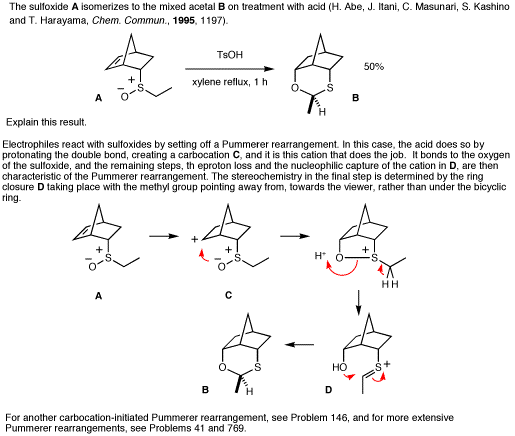 The sulfoxide A isomerizes to the mixed acetal B on treatment with acid (H. Abe, J. Itani, C. Masunari, S. Kashino
and T. Harayama, Chem. Commun., 1995, 1197).
TsOH
xylene reflux, 1 h
50%
+
S
−
O
A
O
S
H
B
Explain this result.
Electrophiles react with sulfoxides by setting off a Pummerer rearrangement. In this case, the acid does so by
protonating the double bond, creating a carbocation C, and it is this cation that does the job. It bonds to the oxygen
of the sulfoxide, and the remaining steps, th eproton loss and the nucleophilic capture of the cation in D, are then
characteristic of the Pummerer rearrangement. The stereochemistry in the final step is determined by the ring
closure D taking place with the methyl group pointing away from, towards the viewer, rather than under the bicyclic
ring.
+
S
−
O
A
+
+
S
−
O
C
H⁺
O
+
S
H H
O
S
H
B
HO
S+
D
For another carbocation-initiated Pummerer rearrangement, see Problem 146, and for more extensive
Pummerer rearrangements, see Problems 41 and 769.